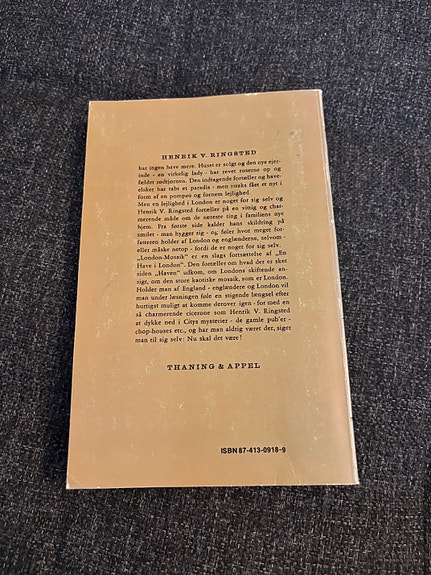 HENRIK V. RINGSTED
har ingen have mere. Huset er solgt og den nye ejer-
inde - en virkelig lady - har revet roserne op og
fældet rødtjørnen. Den indtagende fortæller og have-
elsker har tabt et paradis - men straks fået et nyt i
form af en pompøs og fornem lejlighed.
Men en lejlighed i London er noget for sig selv og
Henrik V. Ringsted fortæller på en vittig og char-
merende måde om de særeste ting i familiens nye
hjem. Fra første side kalder hans skildring på
smilet - man hygger sig - og føler hvor meget for-
fatteren holder af London og englænderne, selvom -
eller måske netop - fordi de er noget for sig selv..
„London-Mosaik” er en slags fortsættelse af „En
Have i London”. Den fortæller om hvad der er sket
siden „Haven” udkom, om Londons skiftende an-
sigt, om den store kaotiske mosaik, som er London.
Holder man af England - englændere og London vil
man under læsningen føle en stigende længsel efter
hurtigst muligt at komme derover igen - for med en
så charmerende cicerone som Henrik V. Ringsted
at dykke ned i Citys mysterier - de gamle pub'er -
chop-houses etc., og har man aldrig været der, siger
man til sig selv: Nu skal det være!
THANING & APPEL
ISBN 87-413-0918-9